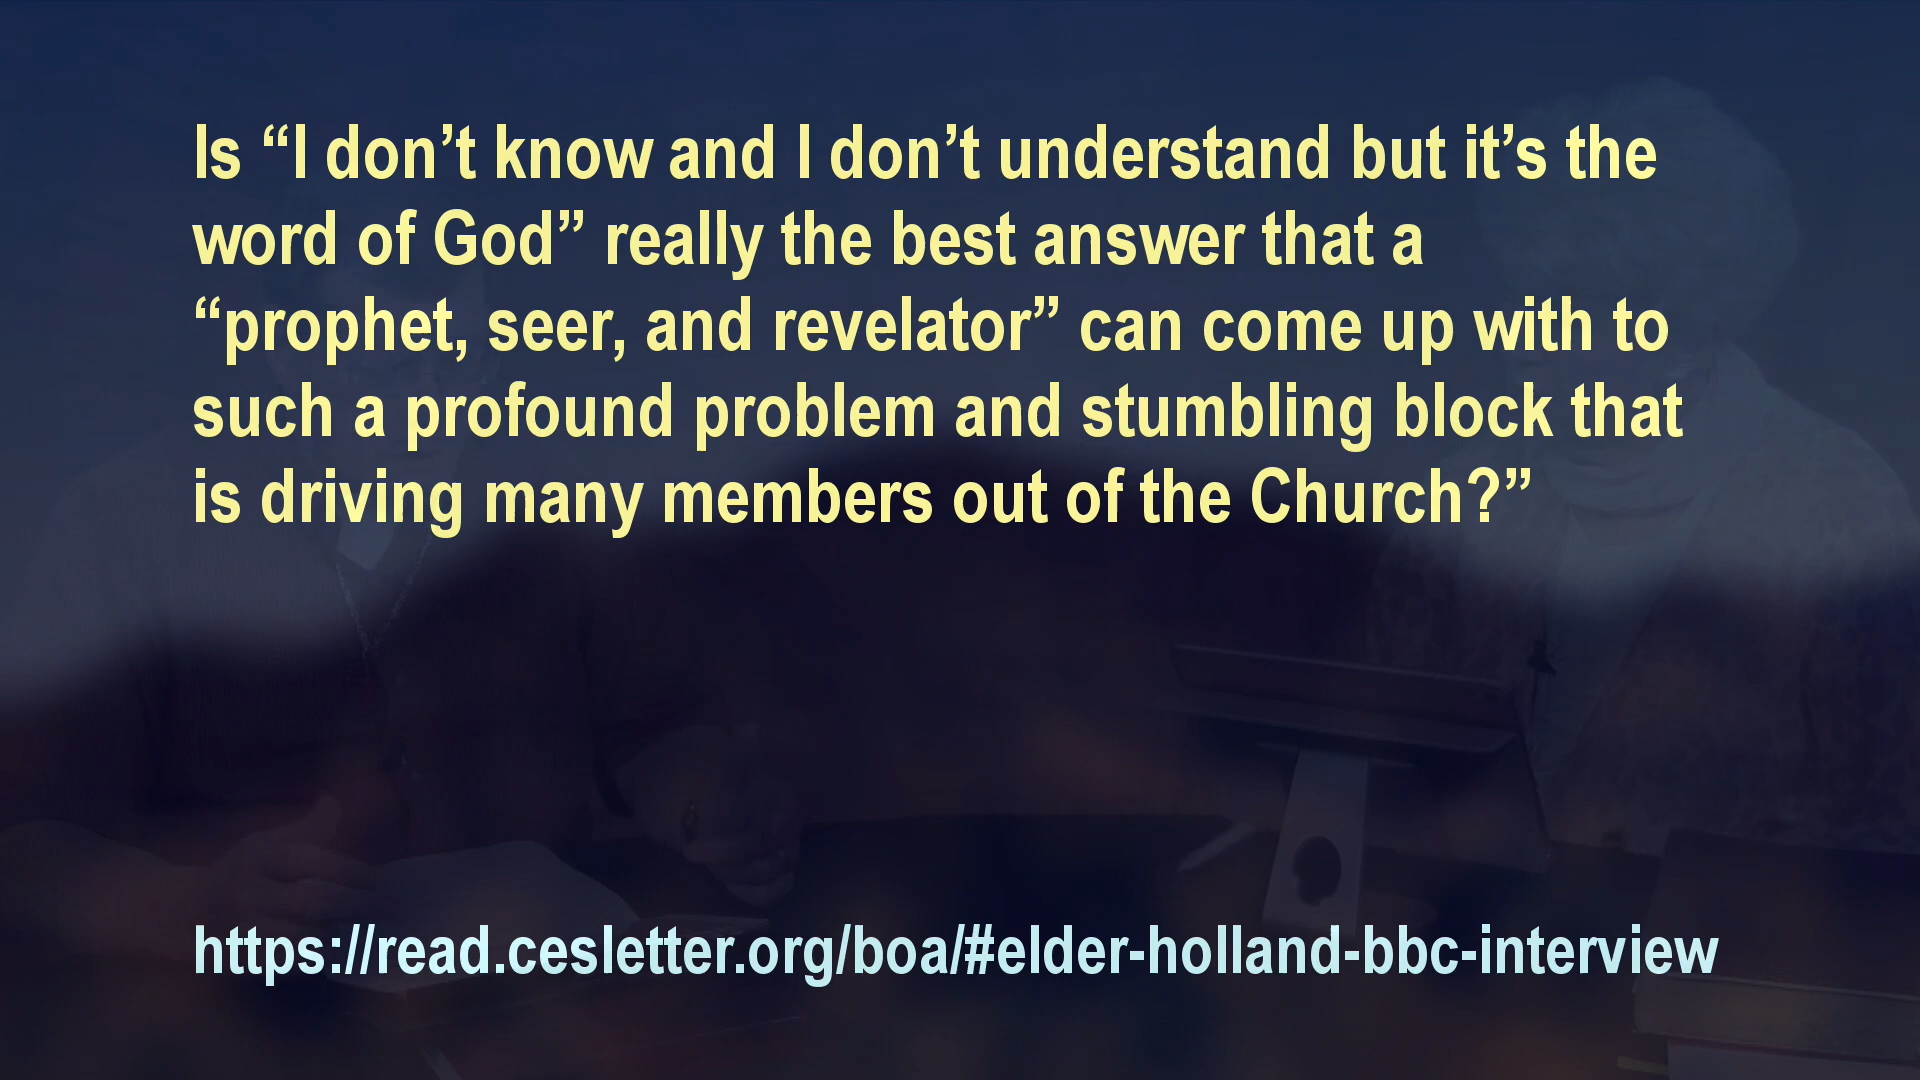 Is “I don’t know and I don’t understand but it’s the
word of God” really the best answer that a
“prophet, seer, and revelator” can come up with to
such a profound problem and stumbling block that
is driving many members out of the Church?”
https://read.cesletter.org/boa/#elder-holland-bbc-interview